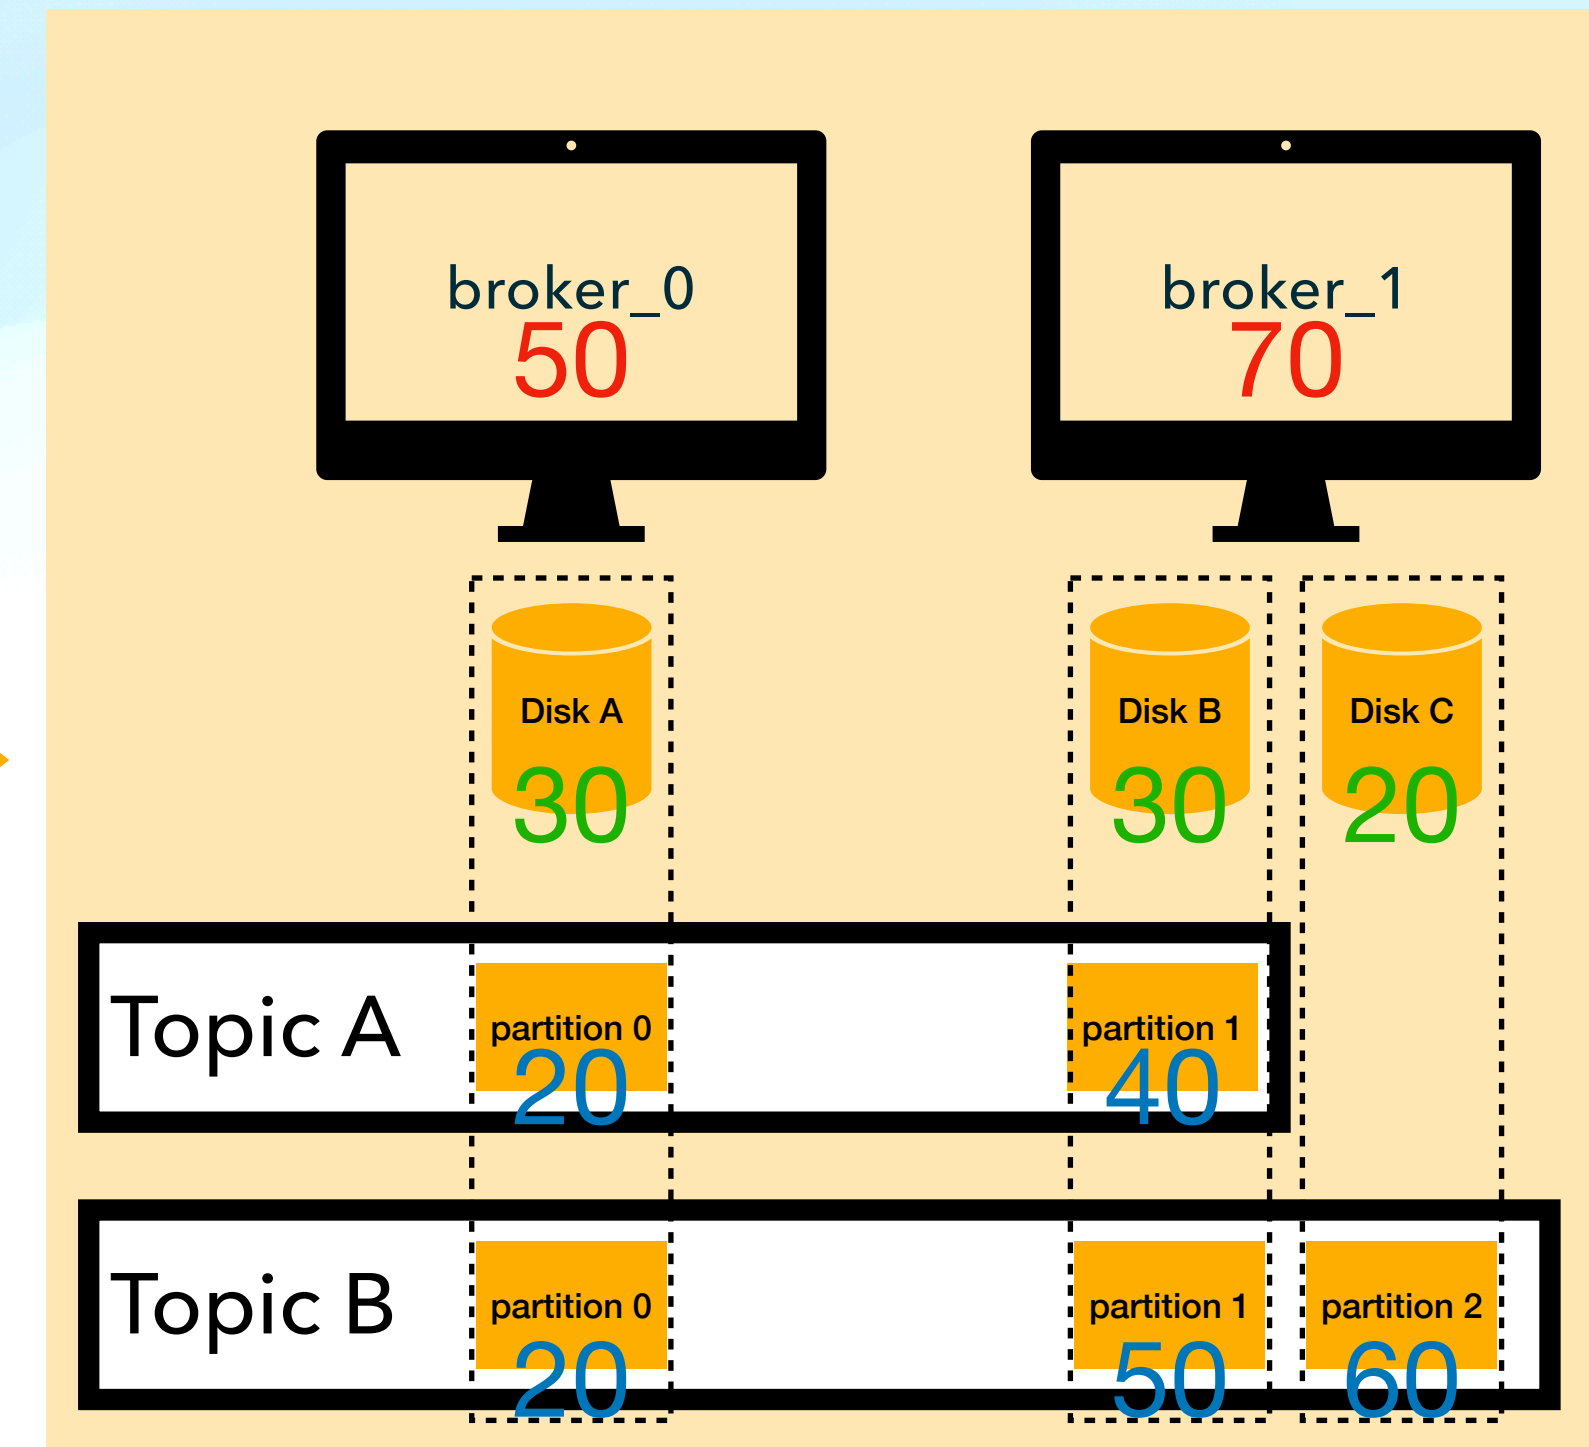 broker_0
50
broker_1
70
Disk A
30
Disk B
30
Disk C
20
Topic A
partition 0
20
partition 1
40
Topic B
partition 0
20
partition 1
50
partition 2
60